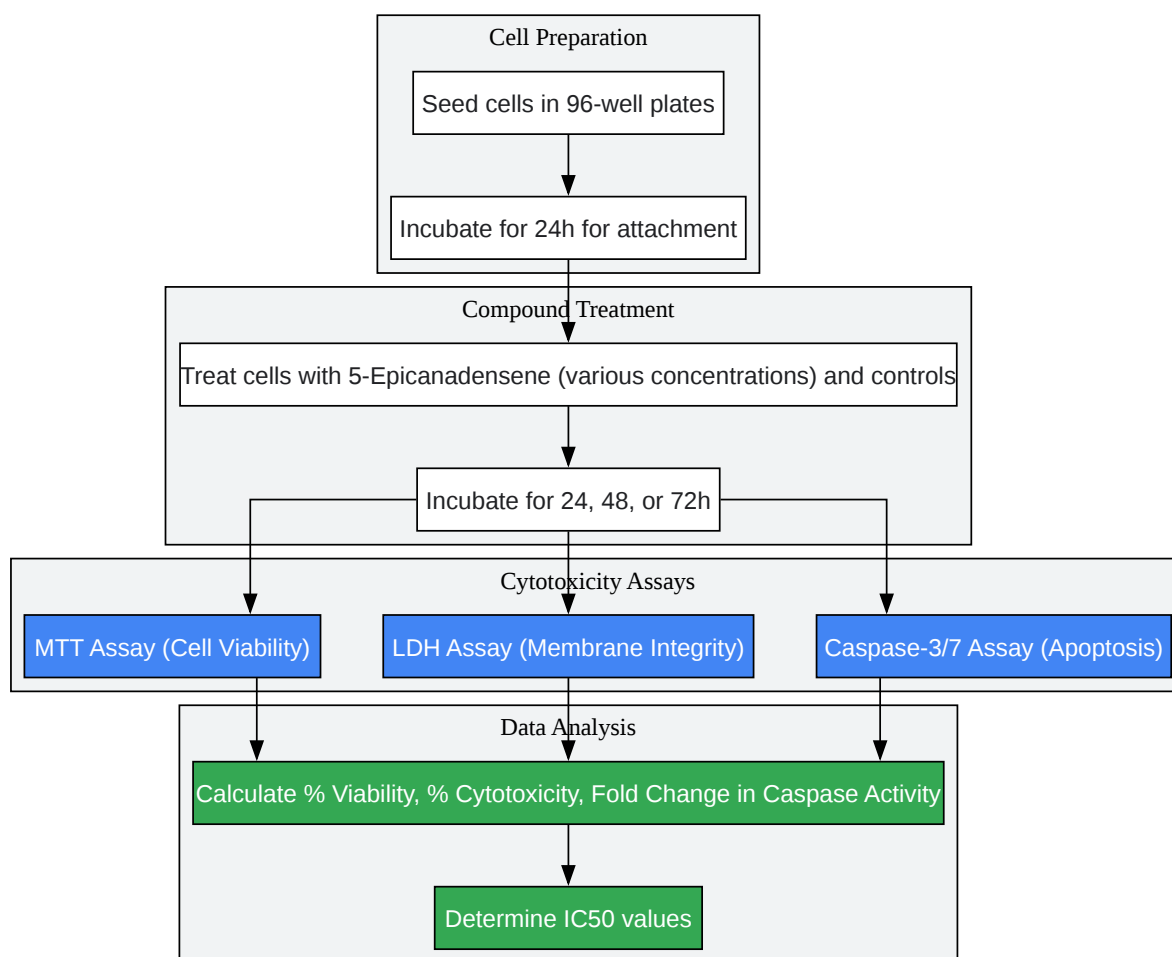 Cell Preparation
Seed cells in 96-well plates
Incubate for 24h for attachment
Compound Treatment
Treat cells with 5-Epicanadensene (various concentrations) and controls
Incubate for 24, 48, or 72h
Cytotoxicity Assays
MTT Assay (Cell Viability)
LDH Assay (Membrane Integrity)
Caspase-3/7 Assay (Apoptosis)
Data Analysis
Calculate % Viability, % Cytotoxicity, Fold Change in Caspase Activity
Determine IC50 values